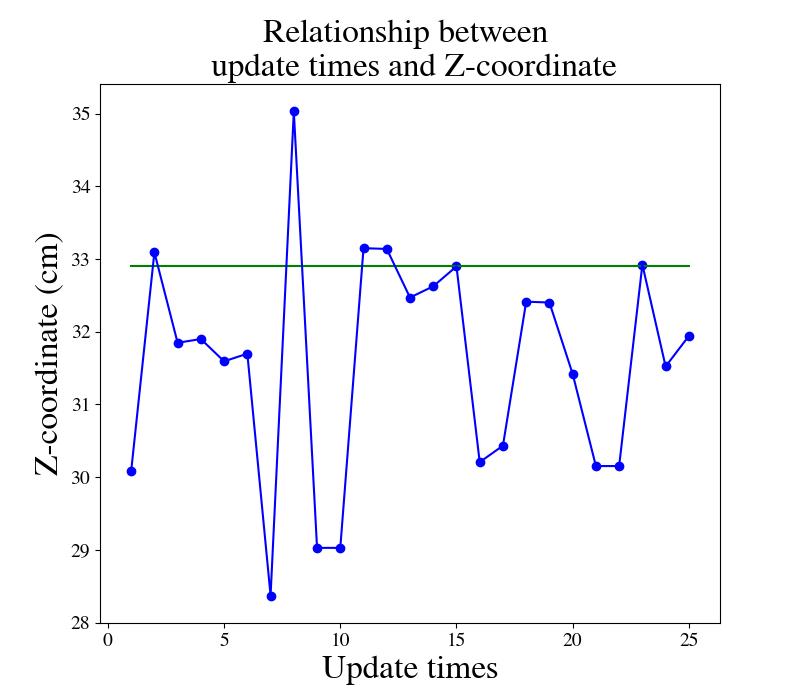 Relationship between
update times and Z-coordinate
Z-coordinate (cm)
35
34
33
32
31
30
29
28
0 5 10 15 20 25
Update times